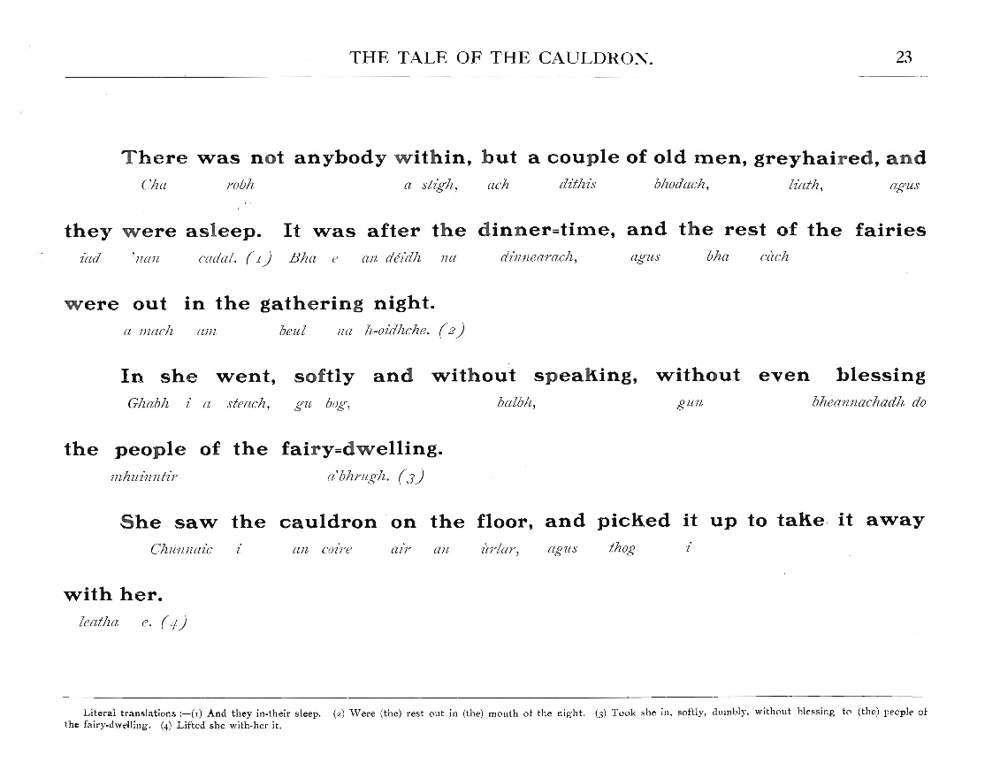 THE TALE OF THE CAULDRON. 23
There was not anybody within, but a couple of old men, greyhaired, and
Cha robh a stigh, ach dithis bhodach, liath, agus
they were asleep. It was after the dinner=time, and the rest of the fairies
iad 'nan cadal. (1) Bha e an déidh na dinnearach, agus bha càch
were out in the gathering night.
a mach am beul na h-oidhche. (2)
In she went, softly and without speaking, without even blessing
Ghabh i a steach, gu bog, balbh, gun bheannachadh do
the people of the fairy=dwelling.
mhuinntir a'bhrugh. (3)
She saw the cauldron on the floor, and picked it up to take it away
Chunnaic i an coire air an ùrlar, agus thog i
with her.
leatha e. (4)
Literal translations :—(1) And they in-their sleep. (2) Were (the) rest out in (the) mouth of the night. (3) Took she in, softly, dumbly, without blessing to (the) people of
the fairy-dwelling. (4) Lifted she with-her it.